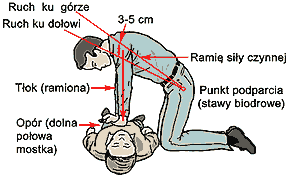 Ruch ku górze
Ruch ku dołowi
3-5 cm
Ramię siły czynnej
Tłok (ramiona)
Punkt podparcia
(stawy biodrowe)
Opór (dolna
połowa
mostka)